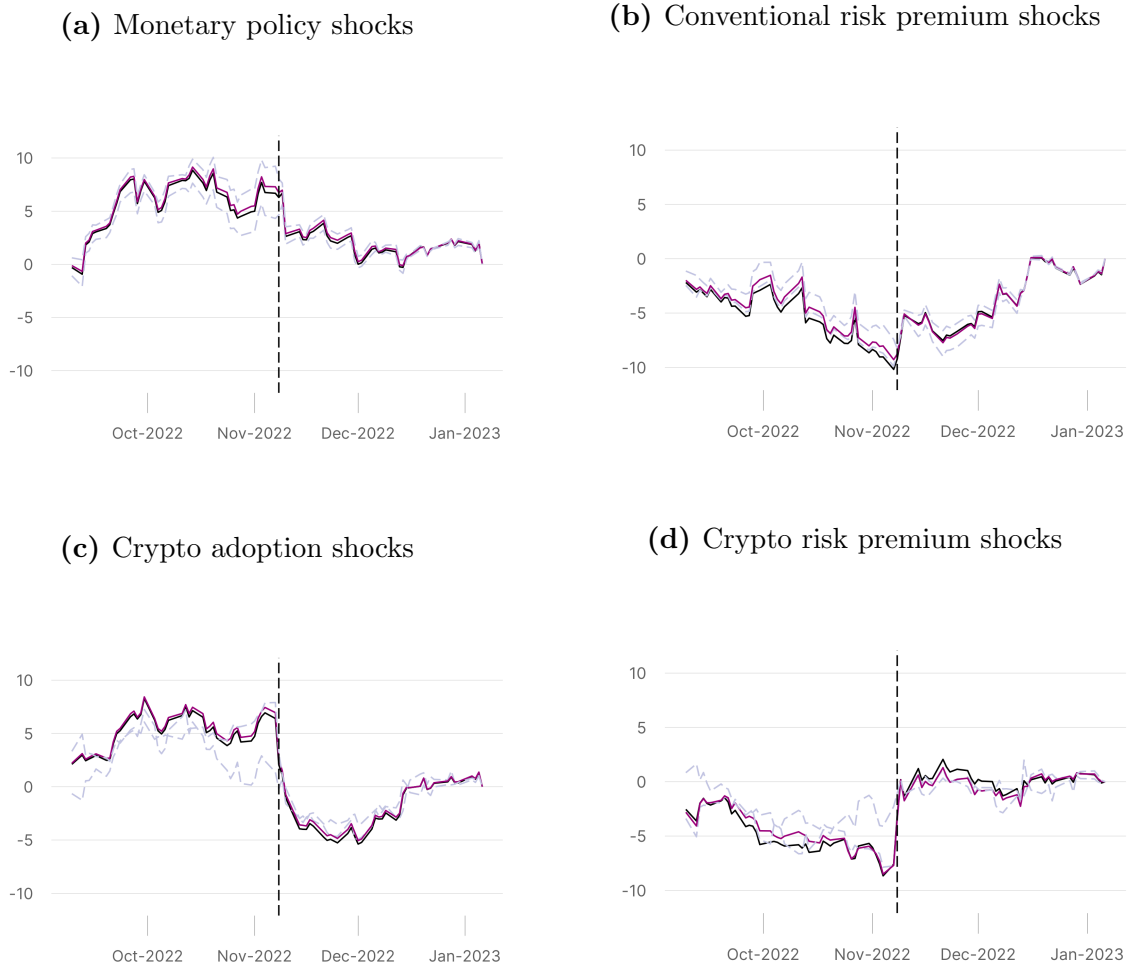 (a) Monetary policy shocks
10
5
0
-5
-10
Oct-2022 Nov-2022 Dec-2022 Jan-2023
(b) Conventional risk premium shocks
10
5
0
-5
-10
Oct-2022 Nov-2022 Dec-2022 Jan-2023
(c) Crypto adoption shocks
10
5
0
-5
-10
Oct-2022 Nov-2022 Dec-2022 Jan-2023
(d) Crypto risk premium shocks
10
5
0
-5
-10
Oct-2022 Nov-2022 Dec-2022 Jan-2023